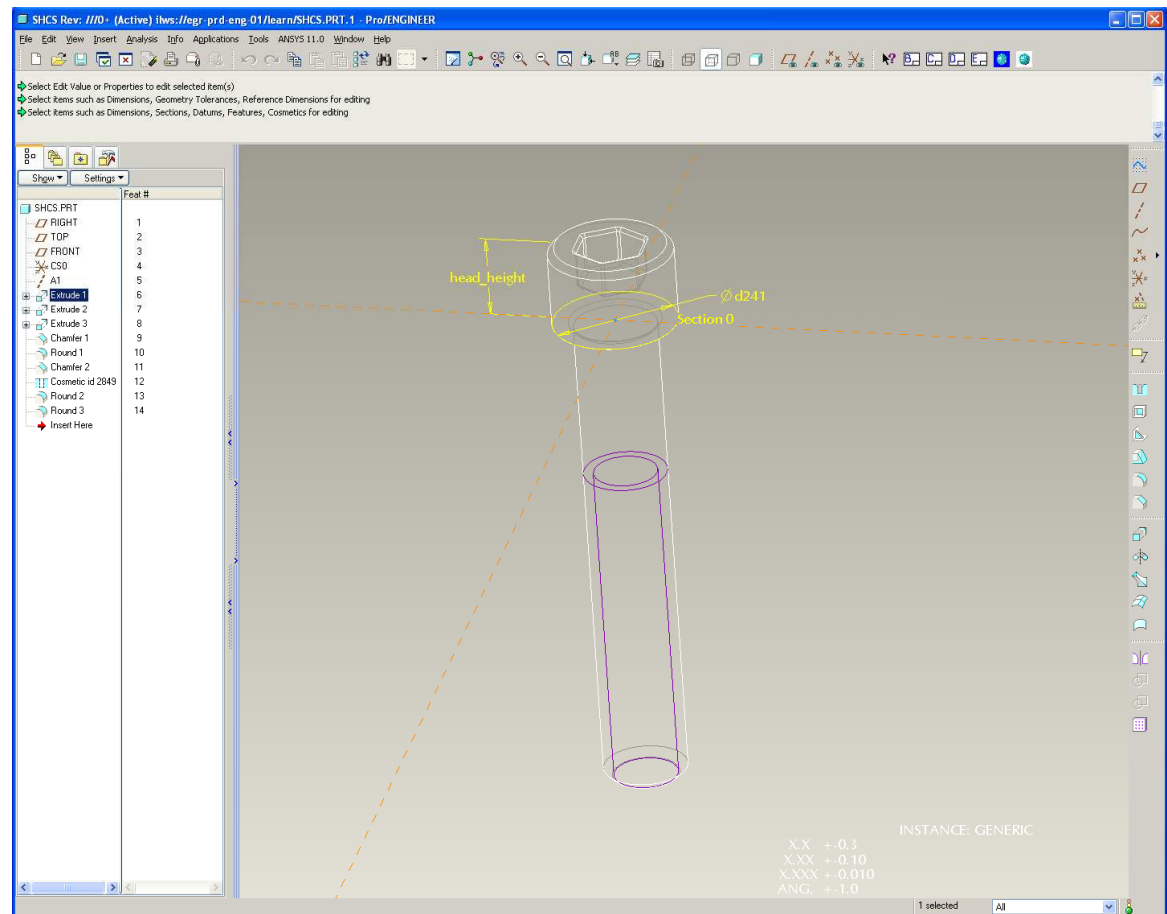 SHCS Rev: ///0+ (Active) ilws://egr-prd-eng-01/learn/SHCS.PRT.1 - Pro/ENGINEER
File Edit View Insert Analysis Info Applications Tools ANSYS 11.0 Window Help
Select Edit Value or Properties to edit selected item(s)
Select items such as Dimensions, Geometry Tolerances, Reference Dimensions for editing
Select items such as Dimensions, Sections, Datums, Features, Cosmetics for editing
Show Settings
Feat #
SHCS.PRT
RIGHT 1
TOP 2
FRONT 3
CS0 4
A1 5
Extrude 1 6
Extrude 2 7
Extrude 3 8
Chamfer 1 9
Round 1 10
Chamfer 2 11
Cosmetic id 2849 12
Round 2 13
Round 3 14
Insert Here
head_height
Ø d241
Section 0
INSTANCE: GENERIC
X.X +-0.3
X.XX +-0.10
X.XXX +-0.010
ANG. +-1.0
1 selected All